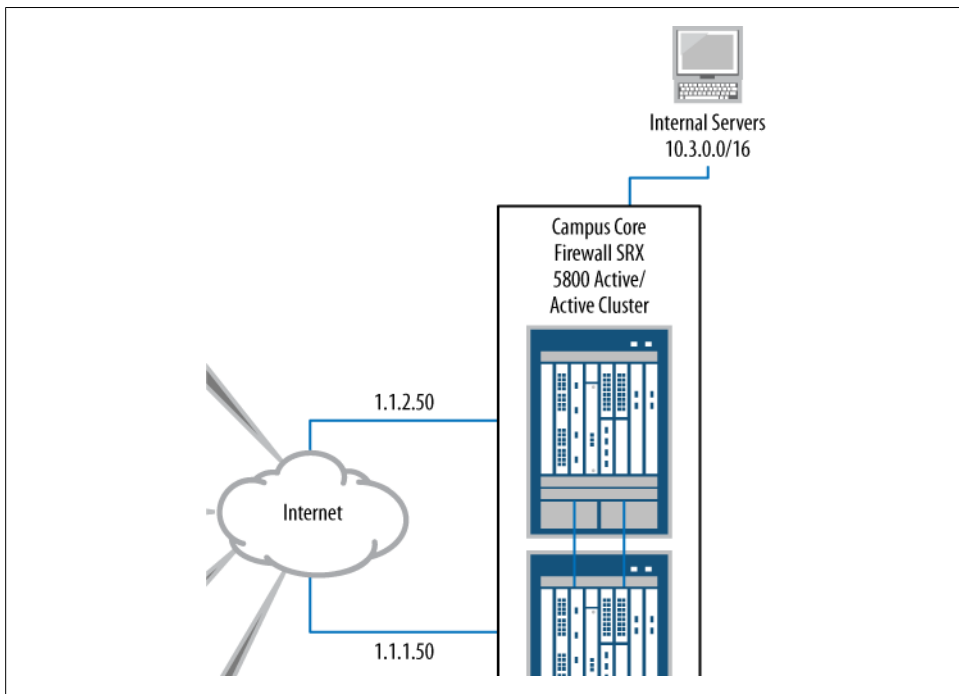 Internal Servers
10.3.0.0/16
Campus Core
Firewall SRX
5800 Active/
Active Cluster
1.1.2.50
Internet
1.1.1.50